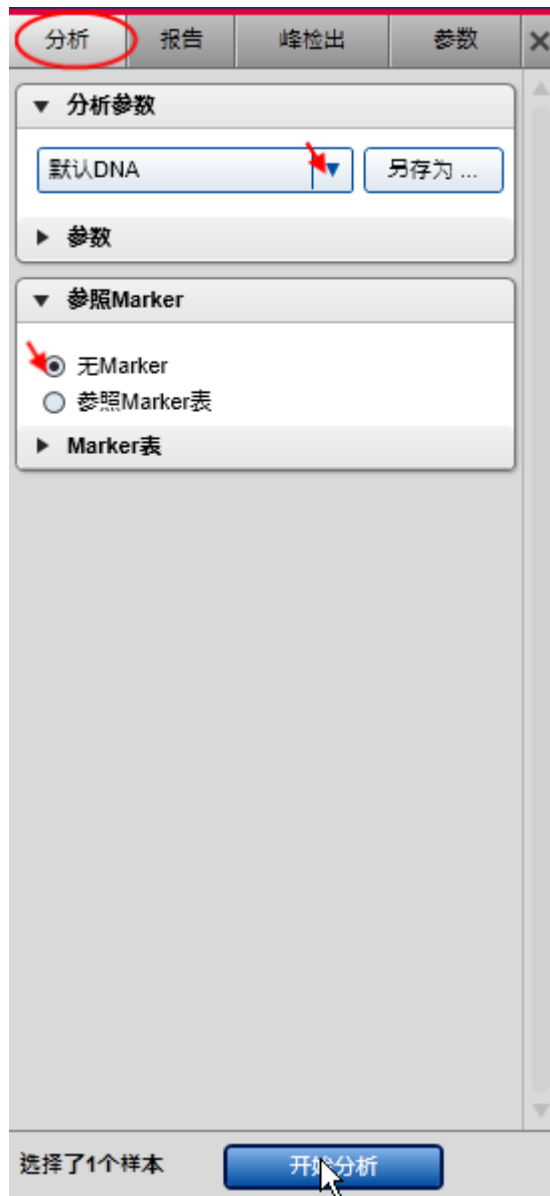 分析 报告 峰检出 参数
分析参数
默认DNA 另存为 ...
参数
参照Marker
无Marker
参照Marker表
Marker表
选择了1个样本 开始分析